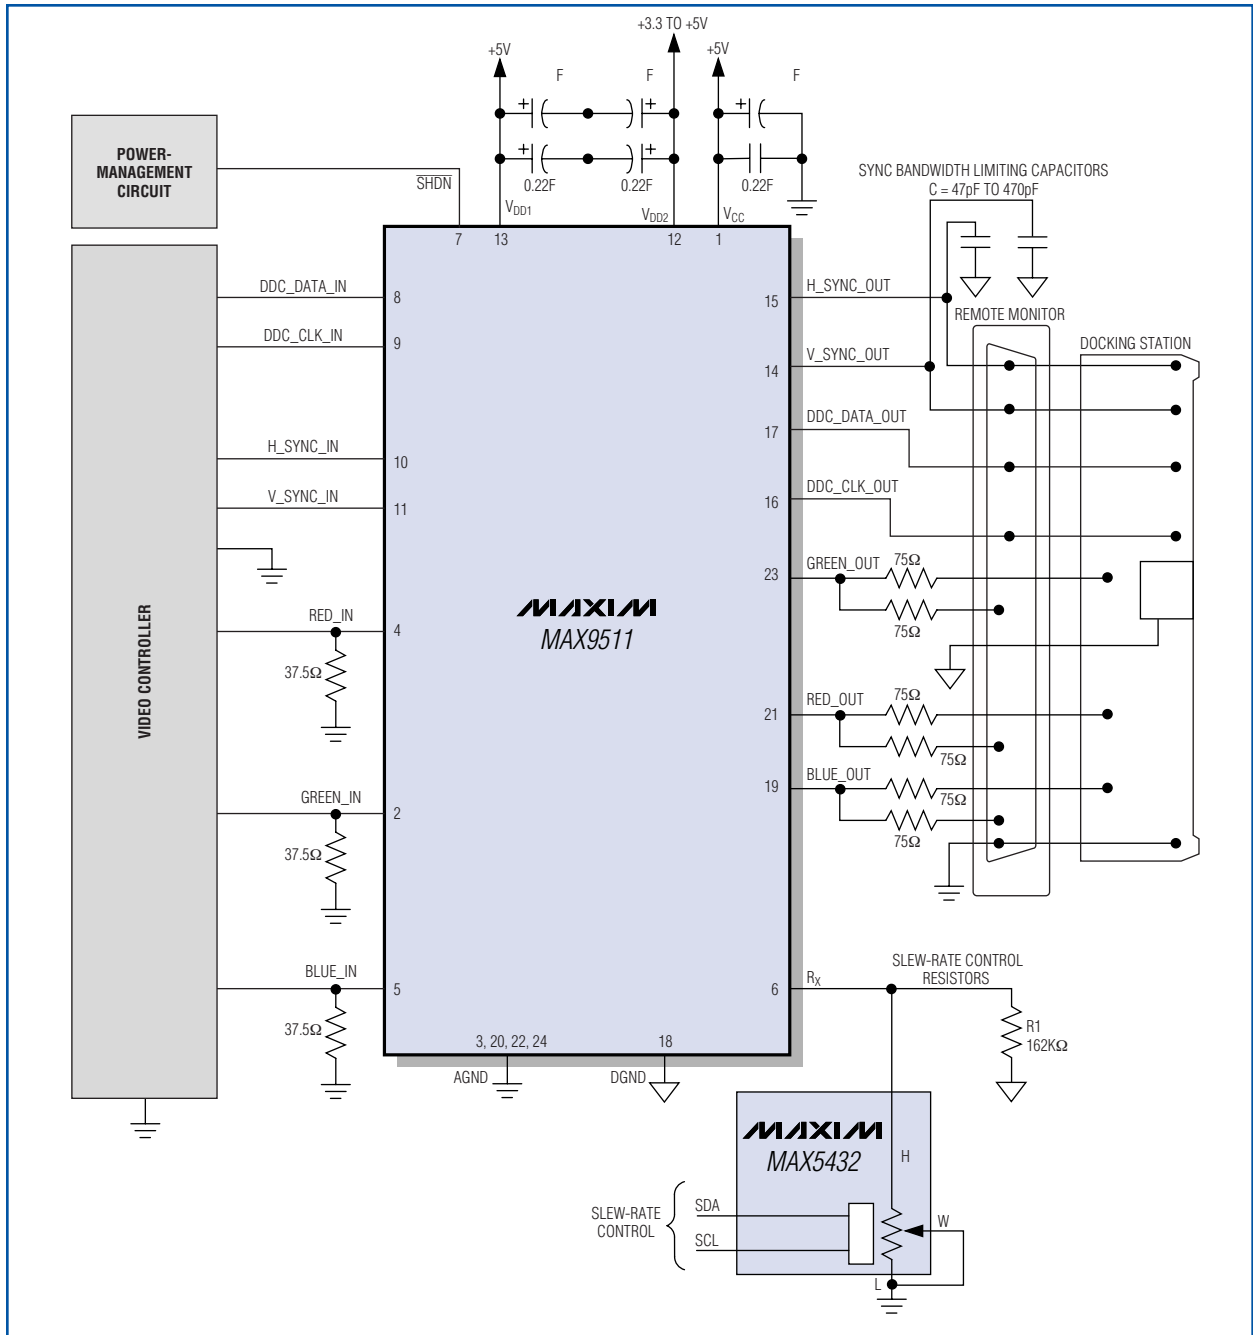 +3.3 TO +5V
+5V
+5V
F
F
F
POWER-
MANAGEMENT
CIRCUIT
SHDN
0.22F
0.22F
0.22F
SYNC BANDWIDTH LIMITING CAPACITORS
C = 47pF TO 470pF
VDD1
VDD2
VCC
7
13
12
1
DDC_DATA_IN
8
15
H_SYNC_OUT
REMOTE MONITOR
DDC_CLK_IN
9
DOCKING STATION
14
V_SYNC_OUT
17
DDC_DATA_OUT
H_SYNC_IN
10
16
DDC_CLK_OUT
V_SYNC_IN
11
23
GREEN_OUT
75Ω
75Ω
MAXIM
MAX9511
VIDEO CONTROLLER
RED_IN
4
37.5Ω
21
RED_OUT
75Ω
75Ω
19
BLUE_OUT
75Ω
75Ω
GREEN_IN
2
37.5Ω
BLUE_IN
5
37.5Ω
6
RX
SLEW-RATE CONTROL
RESISTORS
R1
162KΩ
3, 20, 22, 24
18
AGND
DGND
MAXIM
MAX5432
H
SLEW-RATE
CONTROL
SDA
SCL
W
L